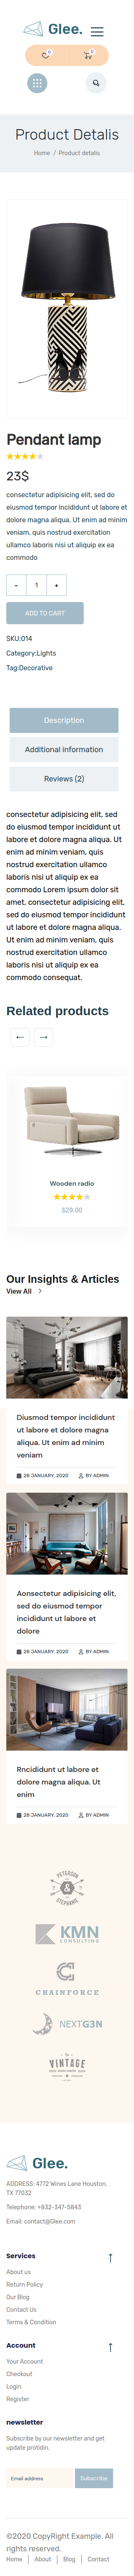 Glee.
0
0
Product Detalis
Home / Product detalis
Pendant lamp
23$
consectetur adipisicing elit, sed do
eiusmod tempor incididunt ut labore et
dolore magna aliqua. Ut enim ad minim
veniam, quis nostrud exercitation
ullamco laboris nisi ut aliquip ex ea
commodo
- 1 +
ADD TO CART
SKU:014
Category:Lights
Tag:Decorative
Description
Additional information
Reviews (2)
consectetur adipisicing elit, sed
do eiusmod tempor incididunt ut
labore et dolore magna aliqua. Ut
enim ad minim veniam, quis
nostrud exercitation ullamco
laboris nisi ut aliquip ex ea
commodo Lorem ipsum dolor sit
amet, consectetur adipisicing elit,
sed do eiusmod tempor incididunt
ut labore et dolore magna aliqua.
Ut enim ad minim veniam, quis
nostrud exercitation ullamco
laboris nisi ut aliquip ex ea
commodo consequat.
Related products
Wooden radio
$29.00
Our Insights & Articles
View All
Diusmod tempor incididunt
ut labore et dolore magna
aliqua. Ut enim ad minim
veniam
28 JANUARY, 2020 BY ADMIN
Aonsectetur adipisicing elit,
sed do eiusmod tempor
incididunt ut labore et
dolore
28 JANUARY, 2020 BY ADMIN
Rncididunt ut labore et
dolore magna aliqua. Ut
enim
28 JANUARY, 2020 BY ADMIN
PETERSON
&
STEPHANIE
KMN
CONSULTING
CHAINFORCE
NEXTG3N
The
VINTAGE
Glee.
ADDRESS: 4772 Wines Lane Houston,
TX 77032
Telephone: +832-347-5843
Email: contact@Glee.com
Services
About us
Return Policy
Our Blog
Contact Us
Terms & Condition
Account
Your Account
Checkout
Login
Register
newsletter
Subscribe by our newsletter and get
update protidin.
Email address
Subscribe
©2020 CopyRight Example. All
rights reserved.
Home | About | Blog | Contact